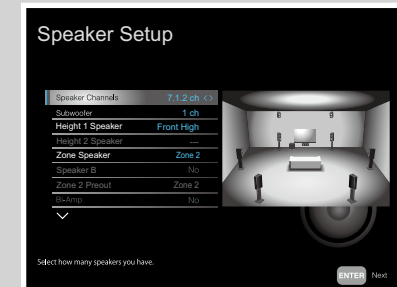 Speaker Setup
Speaker Channels 7.1.2 ch < >
Subwoofer 1 ch
Height 1 Speaker Front High
Height 2 Speaker ---
Zone Speaker Zone 2
Speaker B No
Zone 2 Preout Zone 2
Bi-Amp No
Select how many speakers you have.
ENTER Next